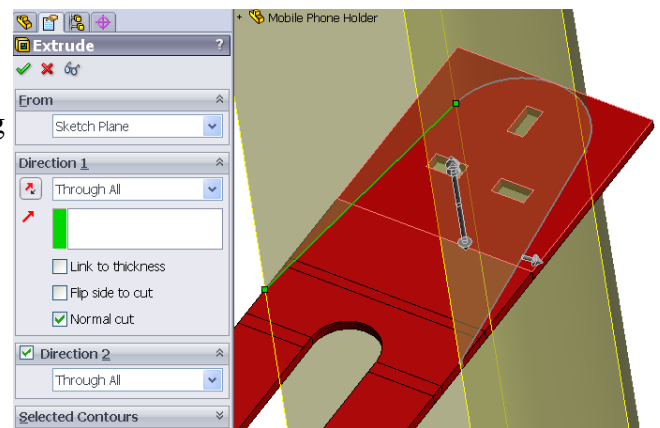 Mobile Phone Holder
Extrude ?
From
Sketch Plane
g
Direction 1
Through All
Link to thickness
Flip side to cut
Normal cut
Direction 2
Through All
Selected Contours